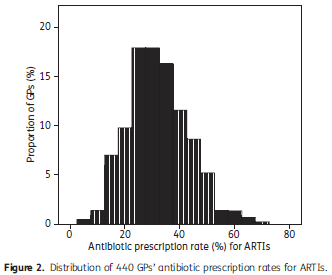 20
15
10
5
0
Proportion of GPs (%)
0 20 40 60 80
Antibiotic prescription rate (%) for ARTIs
Figure 2. Distribution of 440 GPs' antibiotic prescription rates for ARTIs.